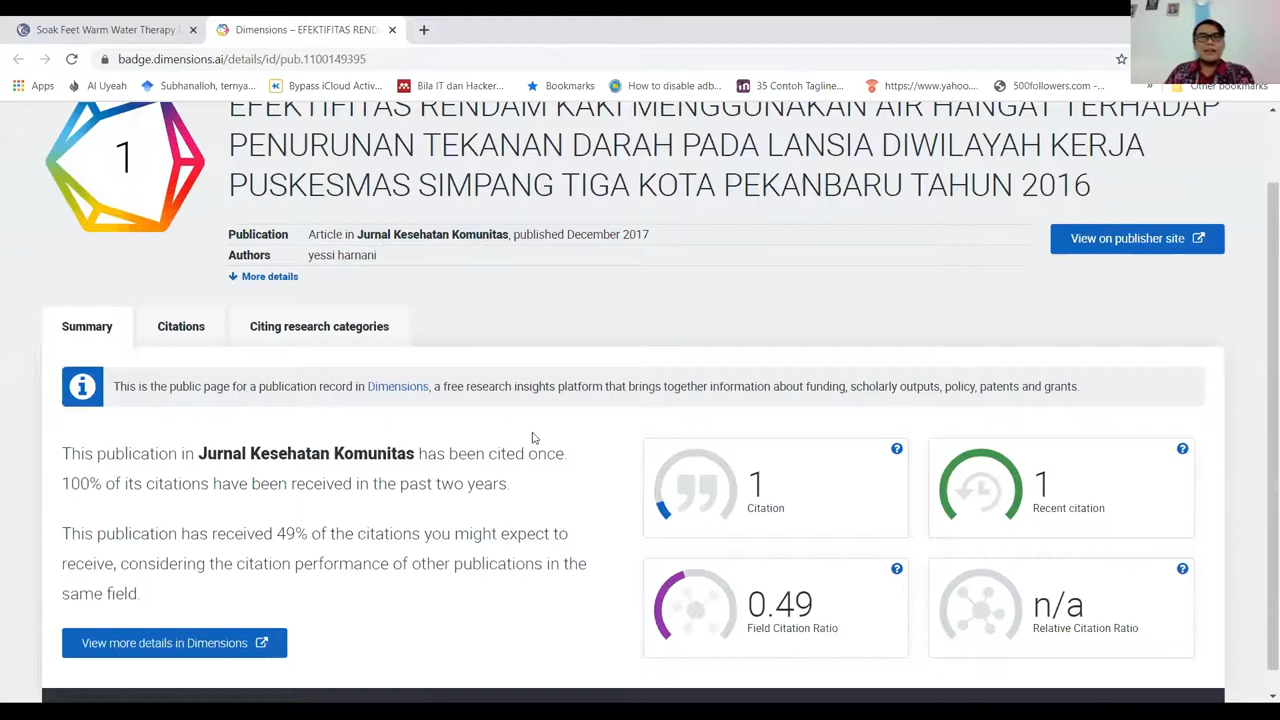 Soak Feet Warm Water Therapy
Dimensions – EFEKTIFITAS REND
badge.dimensions.ai/details/id/pub.1100149395
Apps
Al Uyeah
Subhanalloh, ternya...
Bypass iCloud Activ...
Bila IT dan Hacker...
Bookmarks
How to disable adb...
35 Contoh Tagline...
https://www.yahoo....
500followers.com -...
»
Other bookmarks
1
EFEKTIFITAS RENDAM KAKI MENGGUNAKAN AIR HANGAT TERHADAP
PENURUNAN TEKANAN DARAH PADA LANSIA DIWILAYAH KERJA
PUSKESMAS SIMPANG TIGA KOTA PEKANBARU TAHUN 2016
Publication Article in Jurnal Kesehatan Komunitas, published December 2017
Authors yessi harnani
More details
View on publisher site
Summary Citations Citing research categories
This is the public page for a publication record in Dimensions, a free research insights platform that brings together information about funding, scholarly outputs, policy, patents and grants.
This publication in Jurnal Kesehatan Komunitas has been cited once.
100% of its citations have been received in the past two years.
This publication has received 49% of the citations you might expect to
receive, considering the citation performance of other publications in the
same field.
View more details in Dimensions
1
Citation
?
1
Recent citation
?
0.49
Field Citation Ratio
?
n/a
Relative Citation Ratio
?